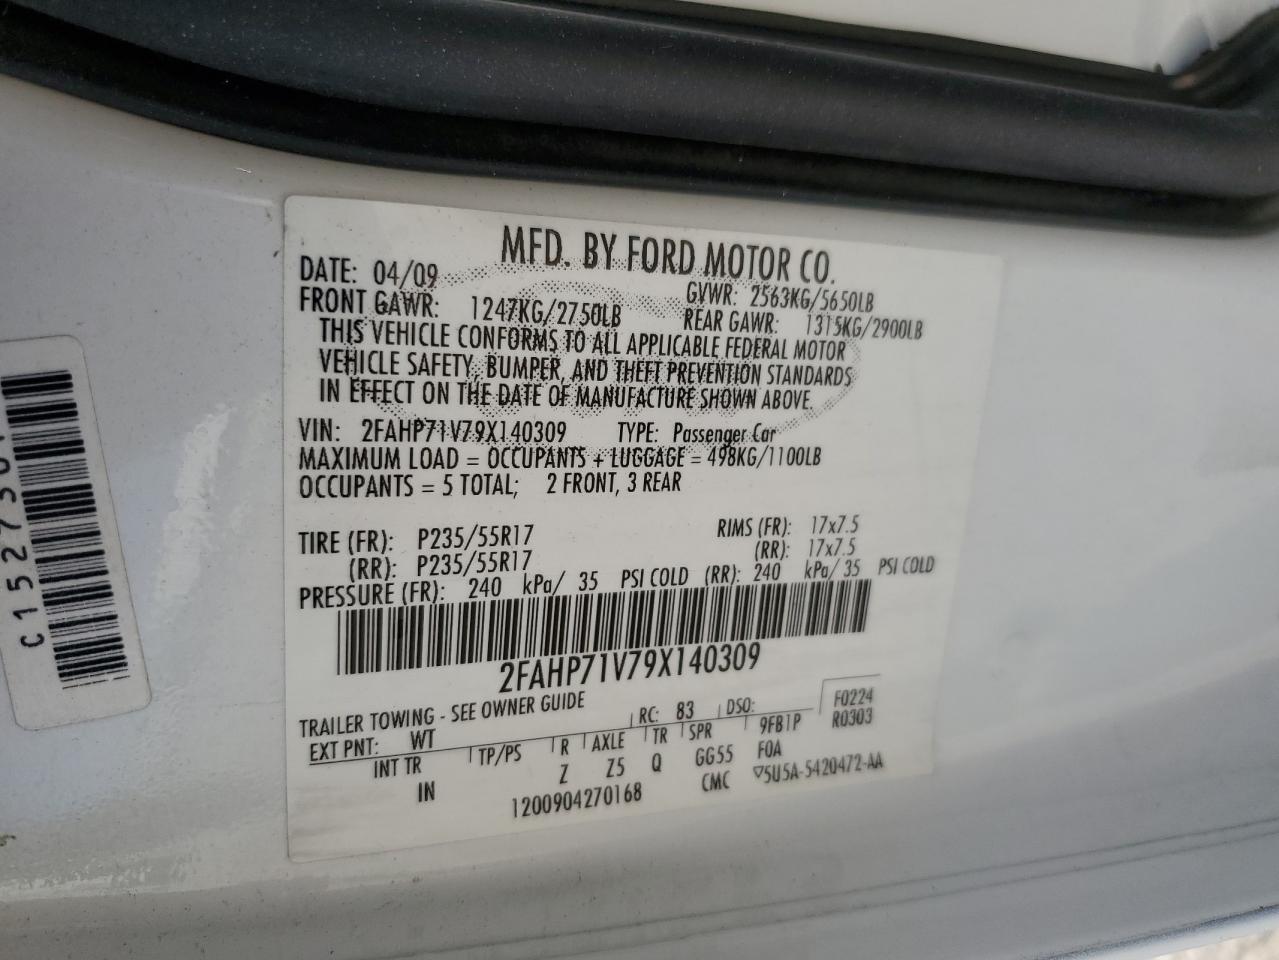 MFD. BY FORD MOTOR CO.
DATE: 04/09 GVWR: 2563KG/5650LB
FRONT GAWR: 1247KG/2750LB REAR GAWR: 1315KG/2900LB
THIS VEHICLE CONFORMS TO ALL APPLICABLE FEDERAL MOTOR
VEHICLE SAFETY, BUMPER, AND THEFT PREVENTION STANDARDS
IN EFFECT ON THE DATE OF MANUFACTURE SHOWN ABOVE.
VIN: 2FAHP71V79X140309 TYPE: Passenger Car
MAXIMUM LOAD = OCCUPANTS + LUGGAGE = 498KG/1100LB
OCCUPANTS = 5 TOTAL; 2 FRONT, 3 REAR
TIRE (FR): P235/55R17 RIMS (FR): 17x7.5
(RR): P235/55R17 (RR): 17x7.5
PRESSURE (FR): 240 kPa/ 35 PSI COLD (RR): 240 kPa/ 35 PSI COLD
2FAHP71V79X140309
TRAILER TOWING - SEE OWNER GUIDE
EXT PNT: WT RC: 83 DSO: F0224
R0303
INT TR TP/PS R AXLE TR SPR 9FB1P
IN Z Z5 Q GG55 F0A
1200904270168 CMC ▽5U5A-5420472-AA